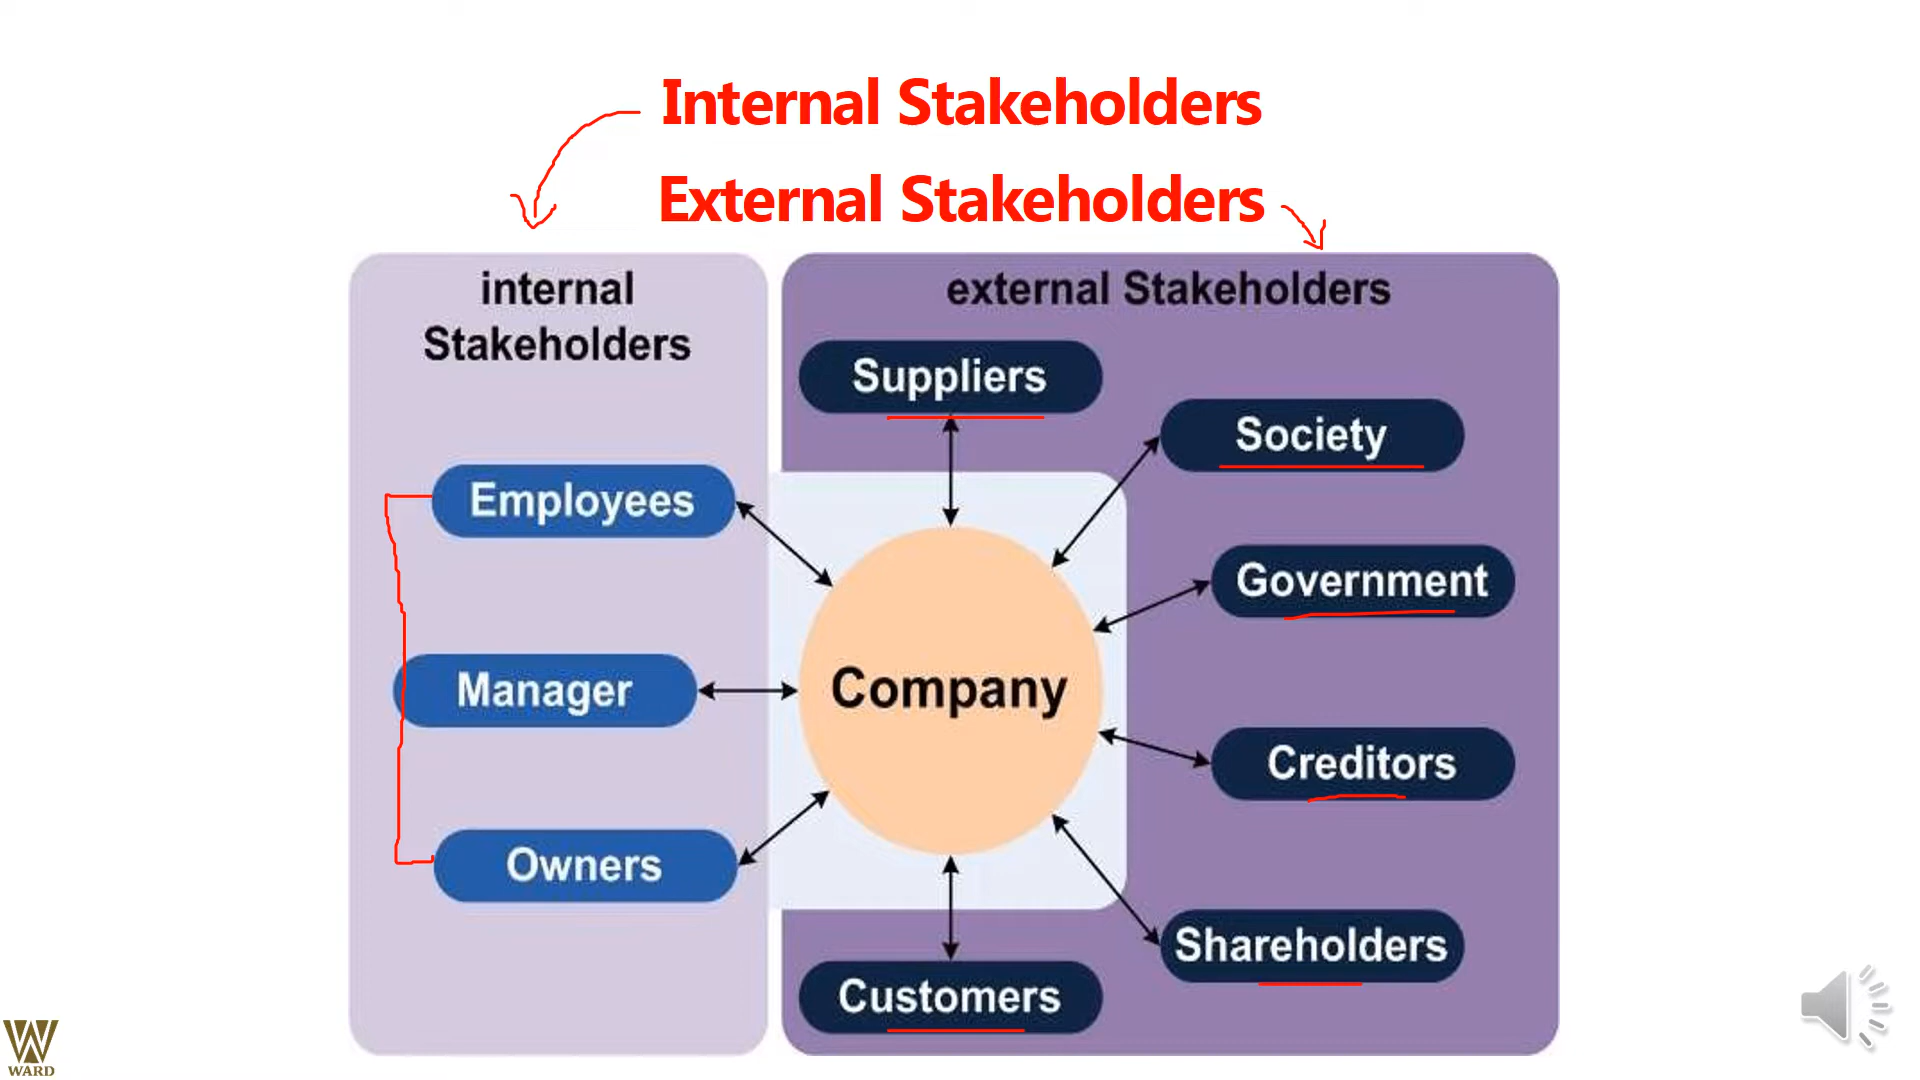 Internal Stakeholders
External Stakeholders
internal
Stakeholders
external Stakeholders
Suppliers
Society
Employees
Government
Manager
Company
Creditors
Owners
Shareholders
Customers
WARD